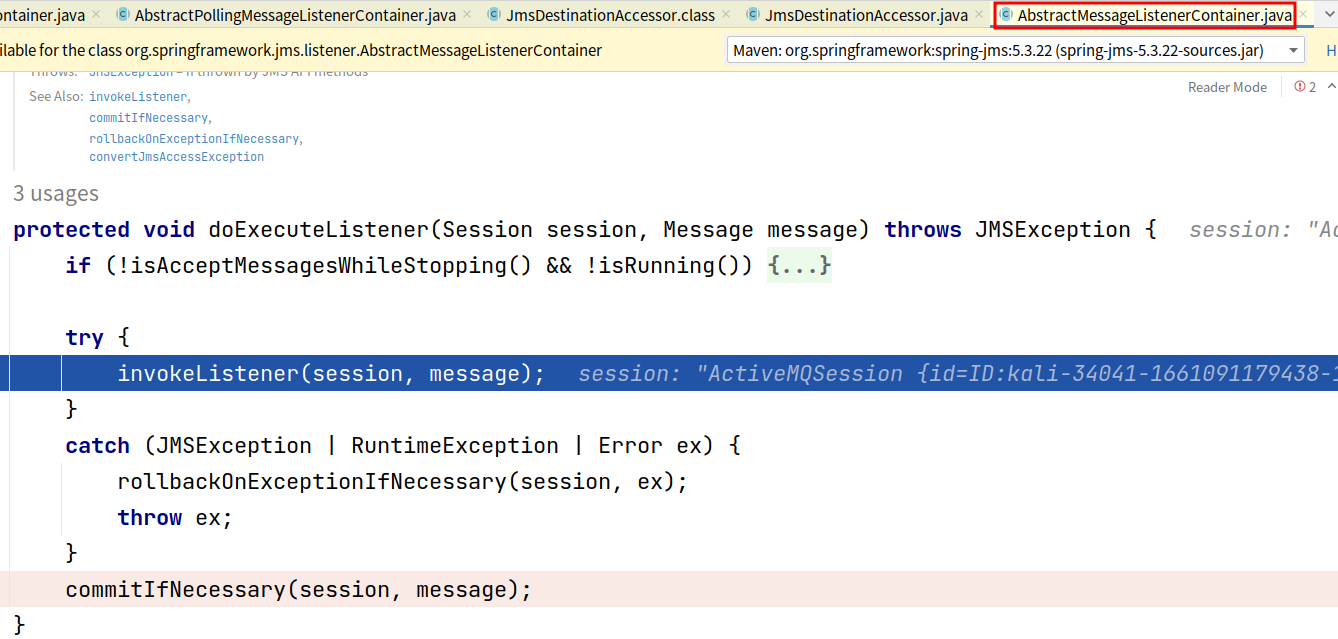 ontainer.java AbstractPollingMessageListenerContainer.java JmsDestinationAccessor.class JmsDestinationAccessor.java AbstractMessageListenerContainer.java
ilable for the class org.springframework.jms.listener.AbstractMessageListenerContainer Maven: org.springframework:spring-jms:5.3.22 (spring-jms-5.3.22-sources.jar) H
Throws: JMSException – if thrown by JMS API methods
Reader Mode 2
See Also: invokeListener,
commitIfNecessary,
rollbackOnExceptionIfNecessary,
convertJmsAccessException
3 usages
protected void doExecuteListener(Session session, Message message) throws JMSException { session: "Ac
if (!isAcceptMessagesWhileStopping() && !isRunning()) {...}
try {
invokeListener(session, message); session: "ActiveMQSession {id=ID:kali-34041-1661091179438-1
}
catch (JMSException | RuntimeException | Error ex) {
rollbackOnExceptionIfNecessary(session, ex);
throw ex;
}
commitIfNecessary(session, message);
}